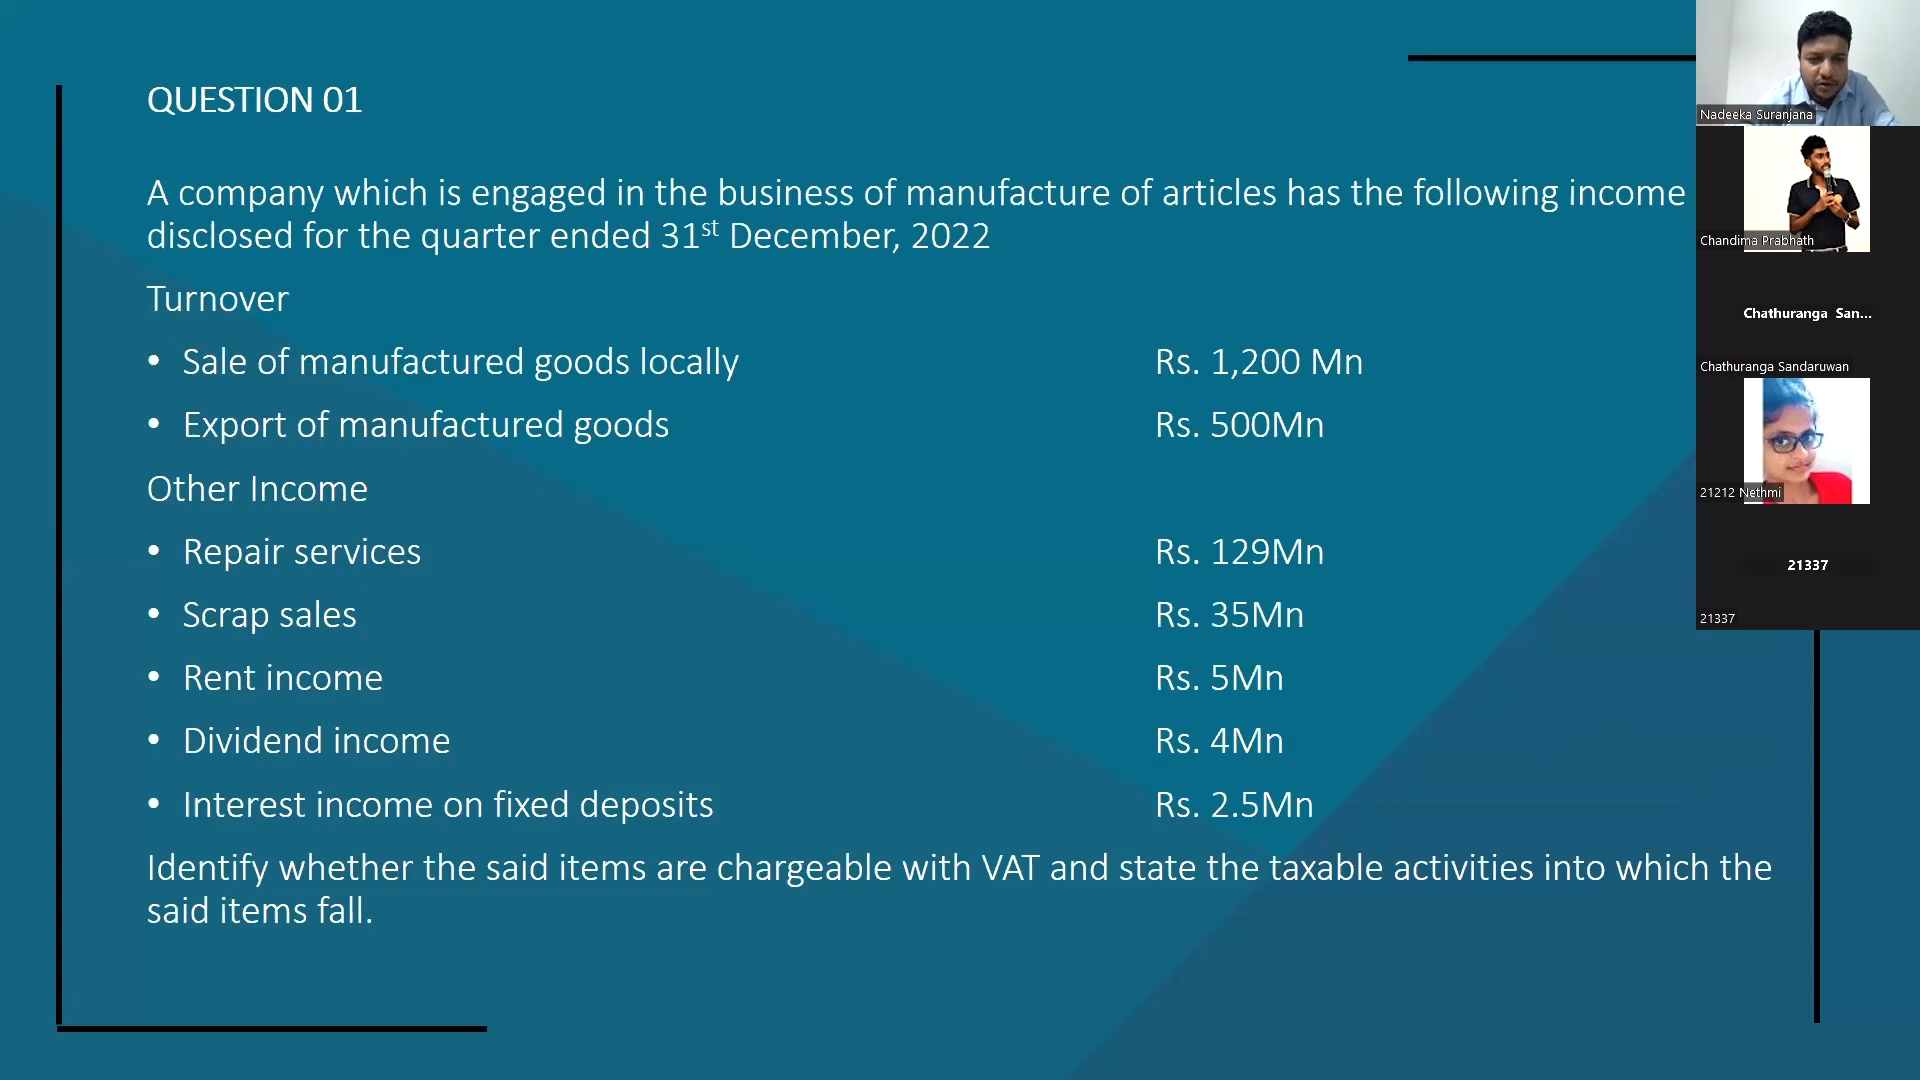 QUESTION 01
A company which is engaged in the business of manufacture of articles has the following income
disclosed for the quarter ended 31st December, 2022
Turnover
• Sale of manufactured goods locally Rs. 1,200 Mn
• Export of manufactured goods Rs. 500Mn
Other Income
• Repair services Rs. 129Mn
• Scrap sales Rs. 35Mn
• Rent income Rs. 5Mn
• Dividend income Rs. 4Mn
• Interest income on fixed deposits Rs. 2.5Mn
Identify whether the said items are chargeable with VAT and state the taxable activities into which the
said items fall.
Nadeeka Suranjana
Chandima Prabhath
Chathuranga San...
Chathuranga Sandaruwan
21212 Nethmi
21337
21337